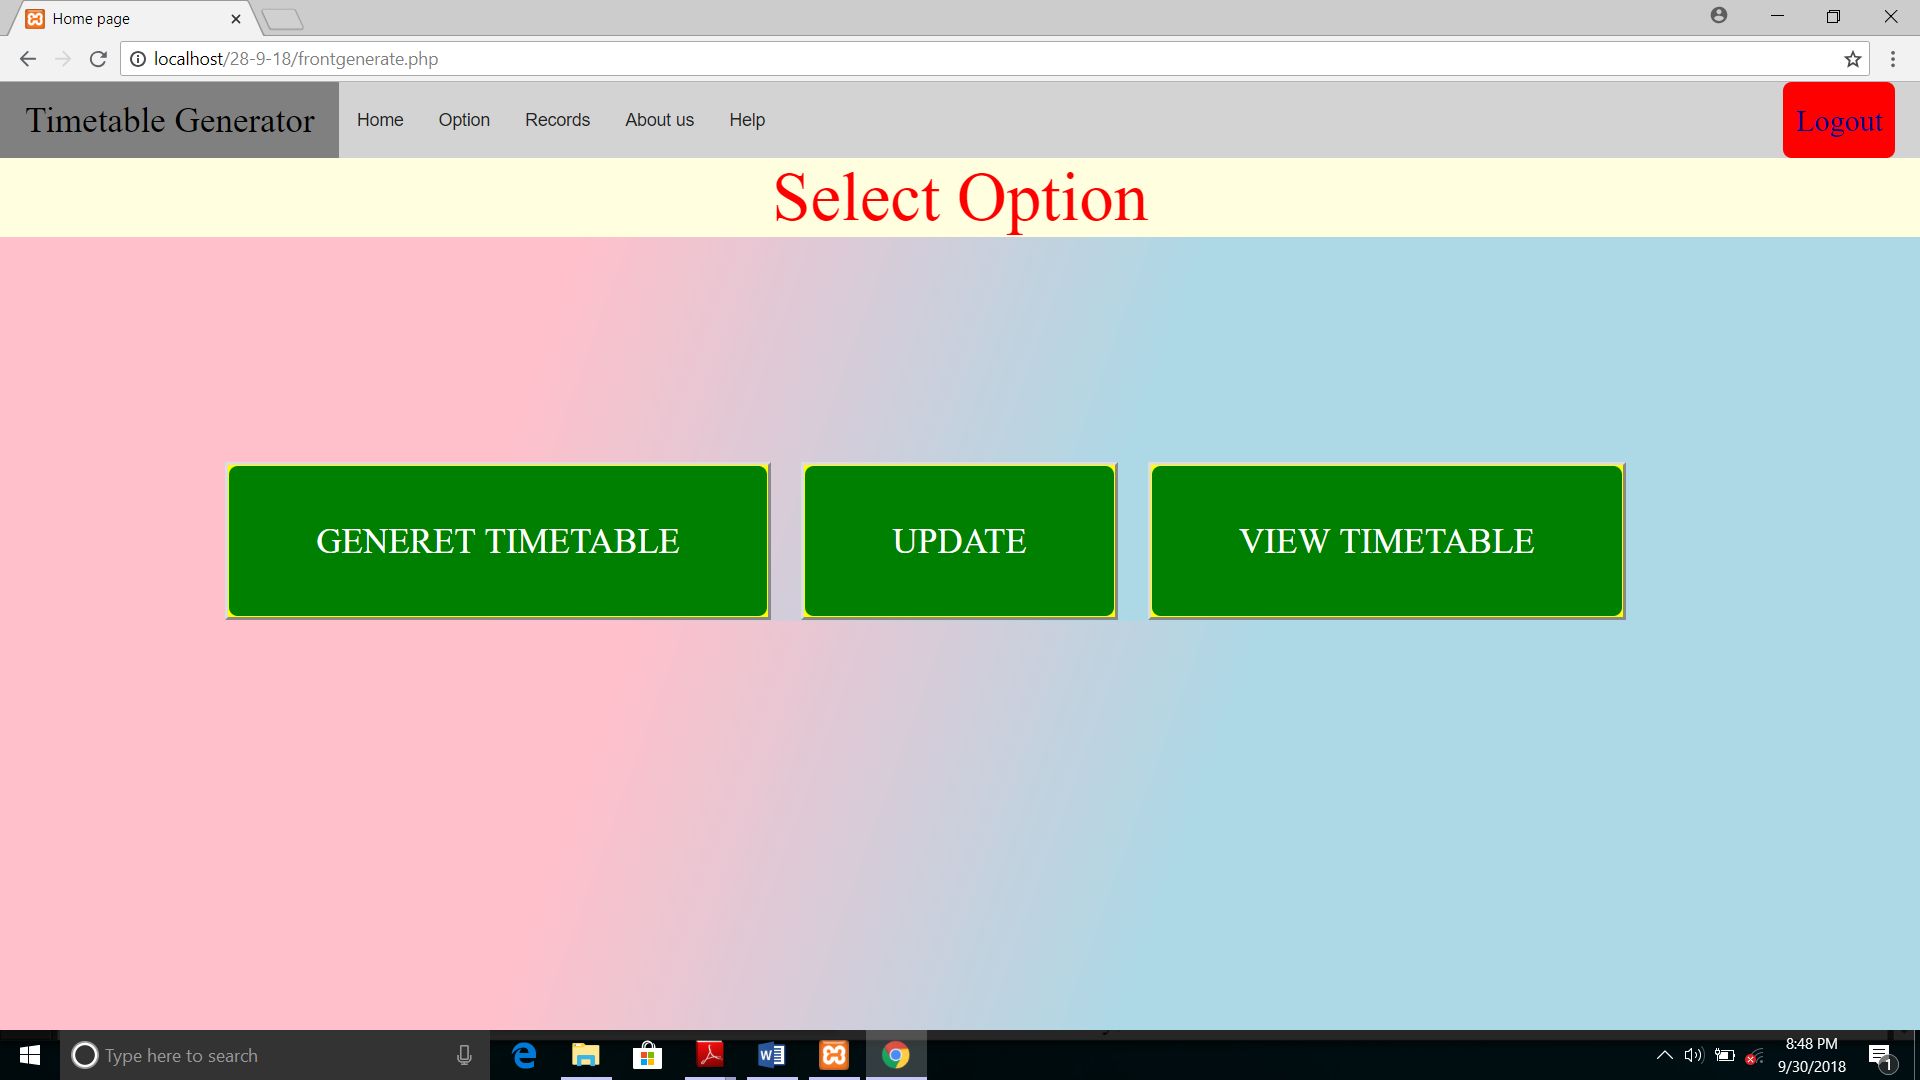 Home page
localhost/28-9-18/frontgenerate.php
Timetable Generator Home Option Records About us Help Logout
Select Option
GENERET TIMETABLE UPDATE VIEW TIMETABLE
Type here to search
8:48 PM
9/30/2018
1